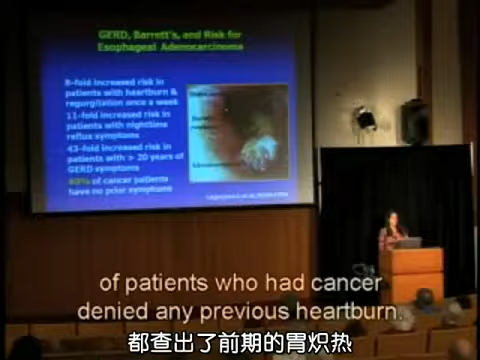 GERD, Barrett's, and Risk for
Esophageal Adenocarcinoma
8-fold increased risk in
patients with heartburn &
regurgitation once a week
11-fold increased risk in
patients with nighttime
reflux symptoms
43-fold increased risk in
patients with > 20 years of
GERD symptoms
40% of cancer patients
have no prior symptoms
of patients who had cancer
denied any previous heartburn.
都查出了前期的胃炽热